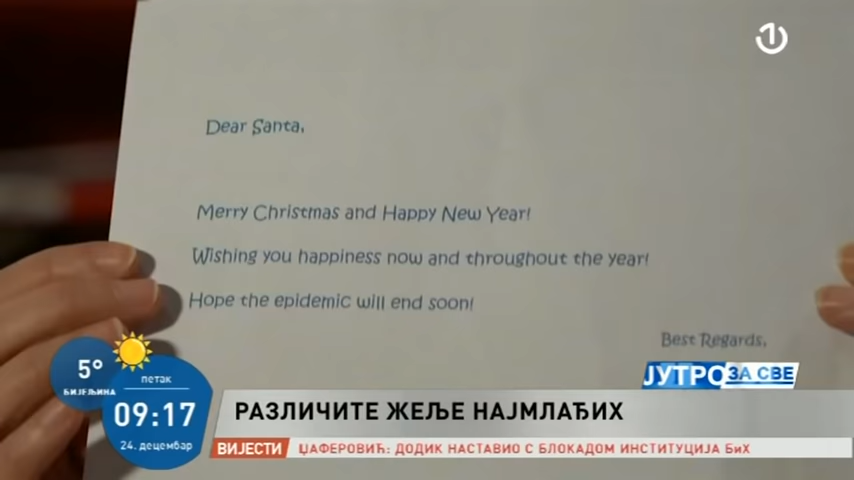 Dear Santa,
Merry Christmas and Happy New Year!
Wishing you happiness now and throughout the year!
Hope the epidemic will end soon!
Best Regards,
5°
БИЈЕЉИНА
петак
09:17
24. децембар
ЈУТРО ЗА СВЕ
РАЗЛИЧИТЕ ЖЕЉЕ НАЈМЛАЂИХ
ВИЈЕСТИ ЏАФЕРОВИЋ: ДОДИК НАСТАВИО С БЛОКАДОМ ИНСТИТУЦИЈА БиХ